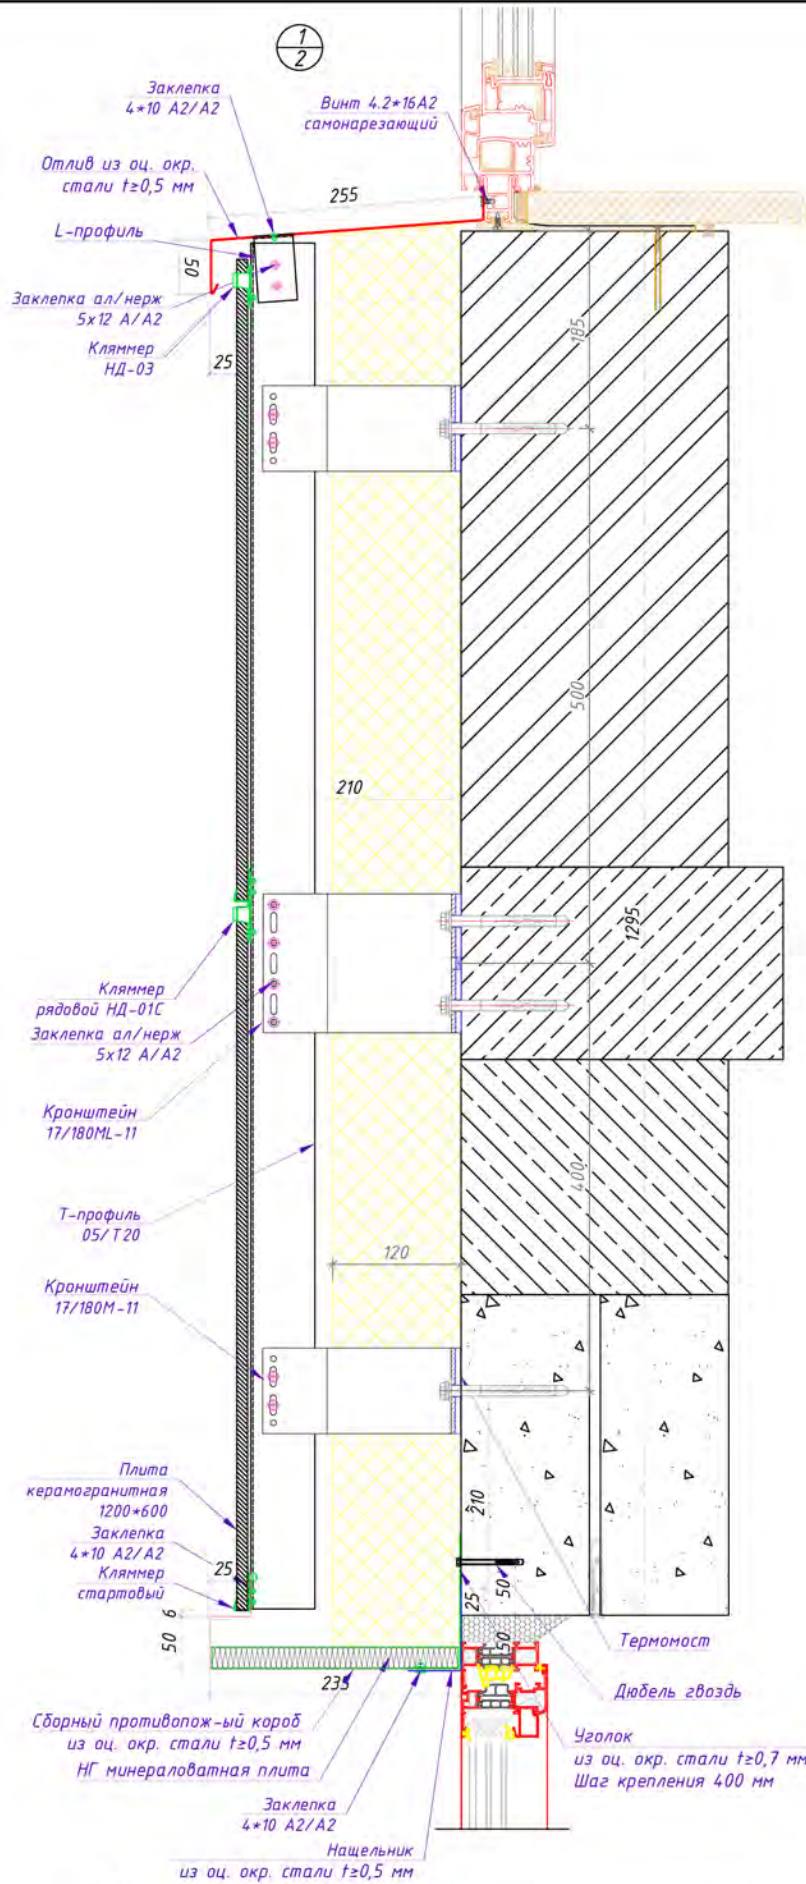 1
2
Заклепка
4*10 А2/А2
Винт 4.2*16А2
самонарезающий
Отлив из оц. окр.
стали t≥0,5 мм
255
L-профиль
50
Заклепка ал/нерж
5х12 А/А2
Кляммер
НД-03
25
185
500
210
1295
Кляммер
рядовой НД-01С
Заклепка ал/нерж
5х12 А/А2
Кронштейн
17/180ML-11
400
Т-профиль
05/Т20
120
Кронштейн
17/180М-11
Плита
керамогранитная
1200*600
Заклепка
4*10 А2/А2
Кляммер
стартовый
25
210
25
50
6
50
50
Термомост
235
Дюбель гвоздь
Сборный противопож-ый короб
из оц. окр. стали t≥0,5 мм
НГ минераловатная плита
Уголок
из оц. окр. стали t≥0,7 мм
Шаг крепления 400 мм
Заклепка
4*10 А2/А2
Нащельник
из оц. окр. стали t≥0,5 мм